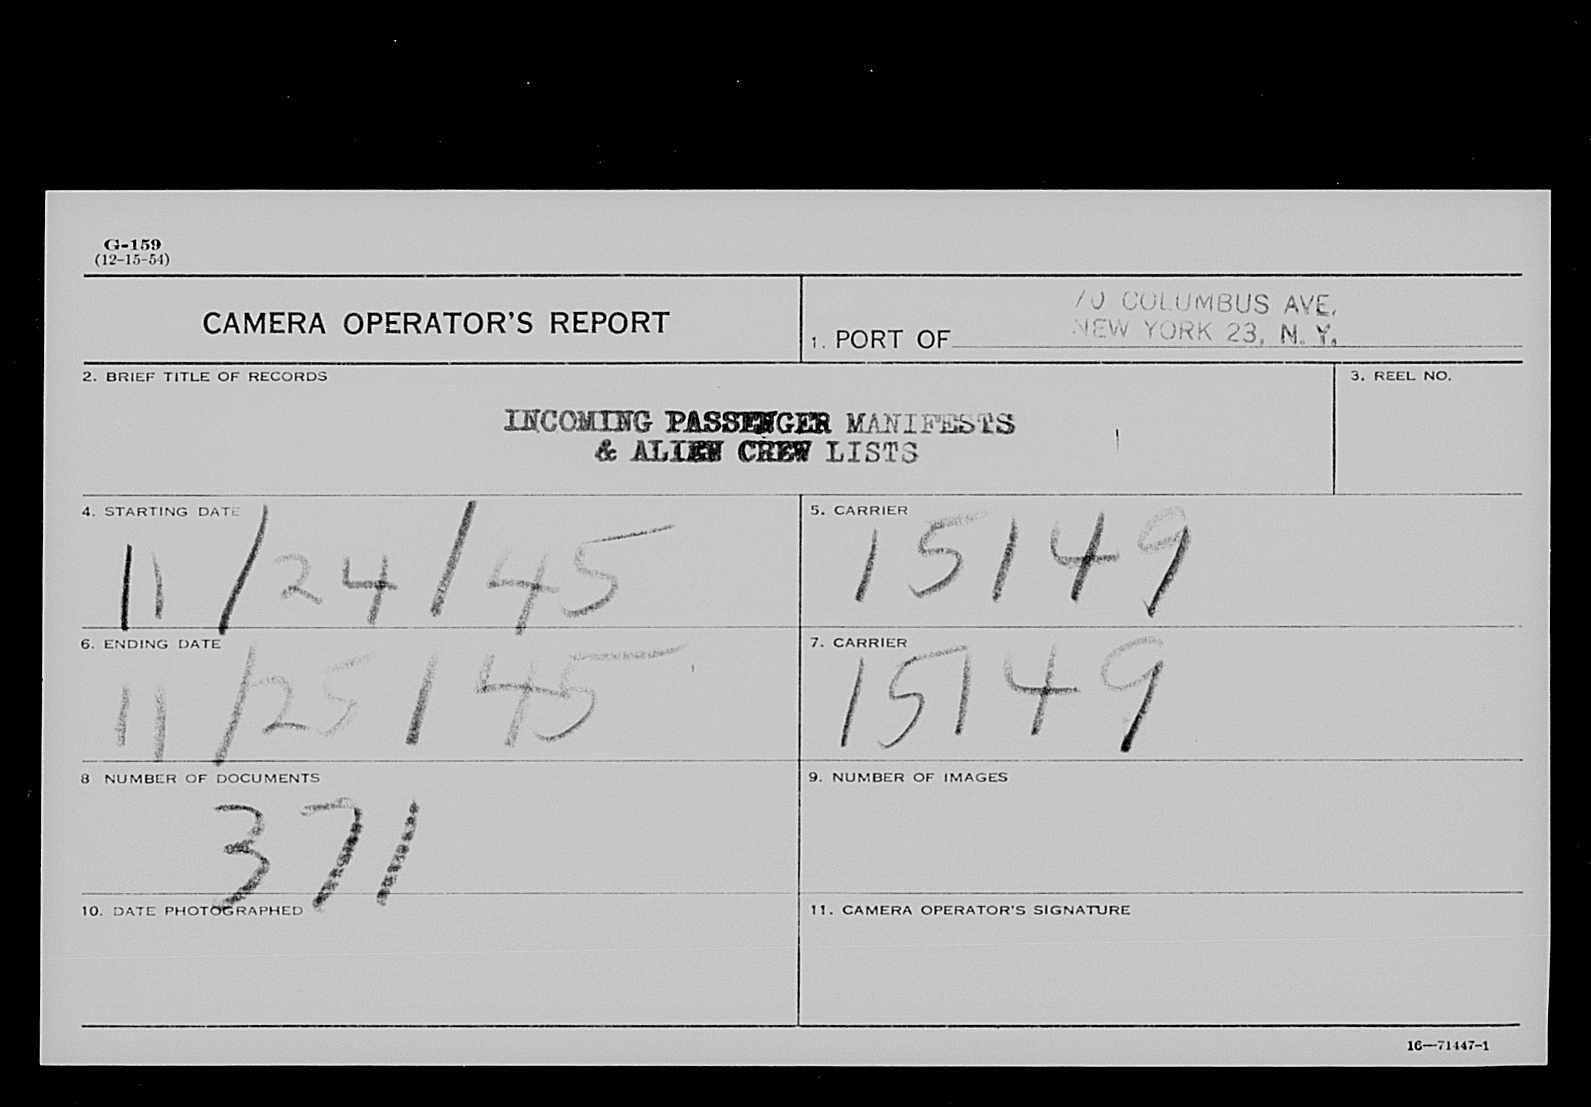 G-159
(12-15-54)
CAMERA OPERATOR'S REPORT
1. PORT OF
70 COLUMBUS AVE.
NEW YORK 23, N. Y.
2. BRIEF TITLE OF RECORDS
INCOMING PASSENGER MANIFESTS
& ALIEN CREW LISTS
3. REEL NO.
4. STARTING DATE
11/24/45
5. CARRIER
15149
6. ENDING DATE
11/25/45
7. CARRIER
15149
8 NUMBER OF DOCUMENTS
371
9. NUMBER OF IMAGES
10. DATE PHOTOGRAPHED
11. CAMERA OPERATOR'S SIGNATURE
16—71447-1